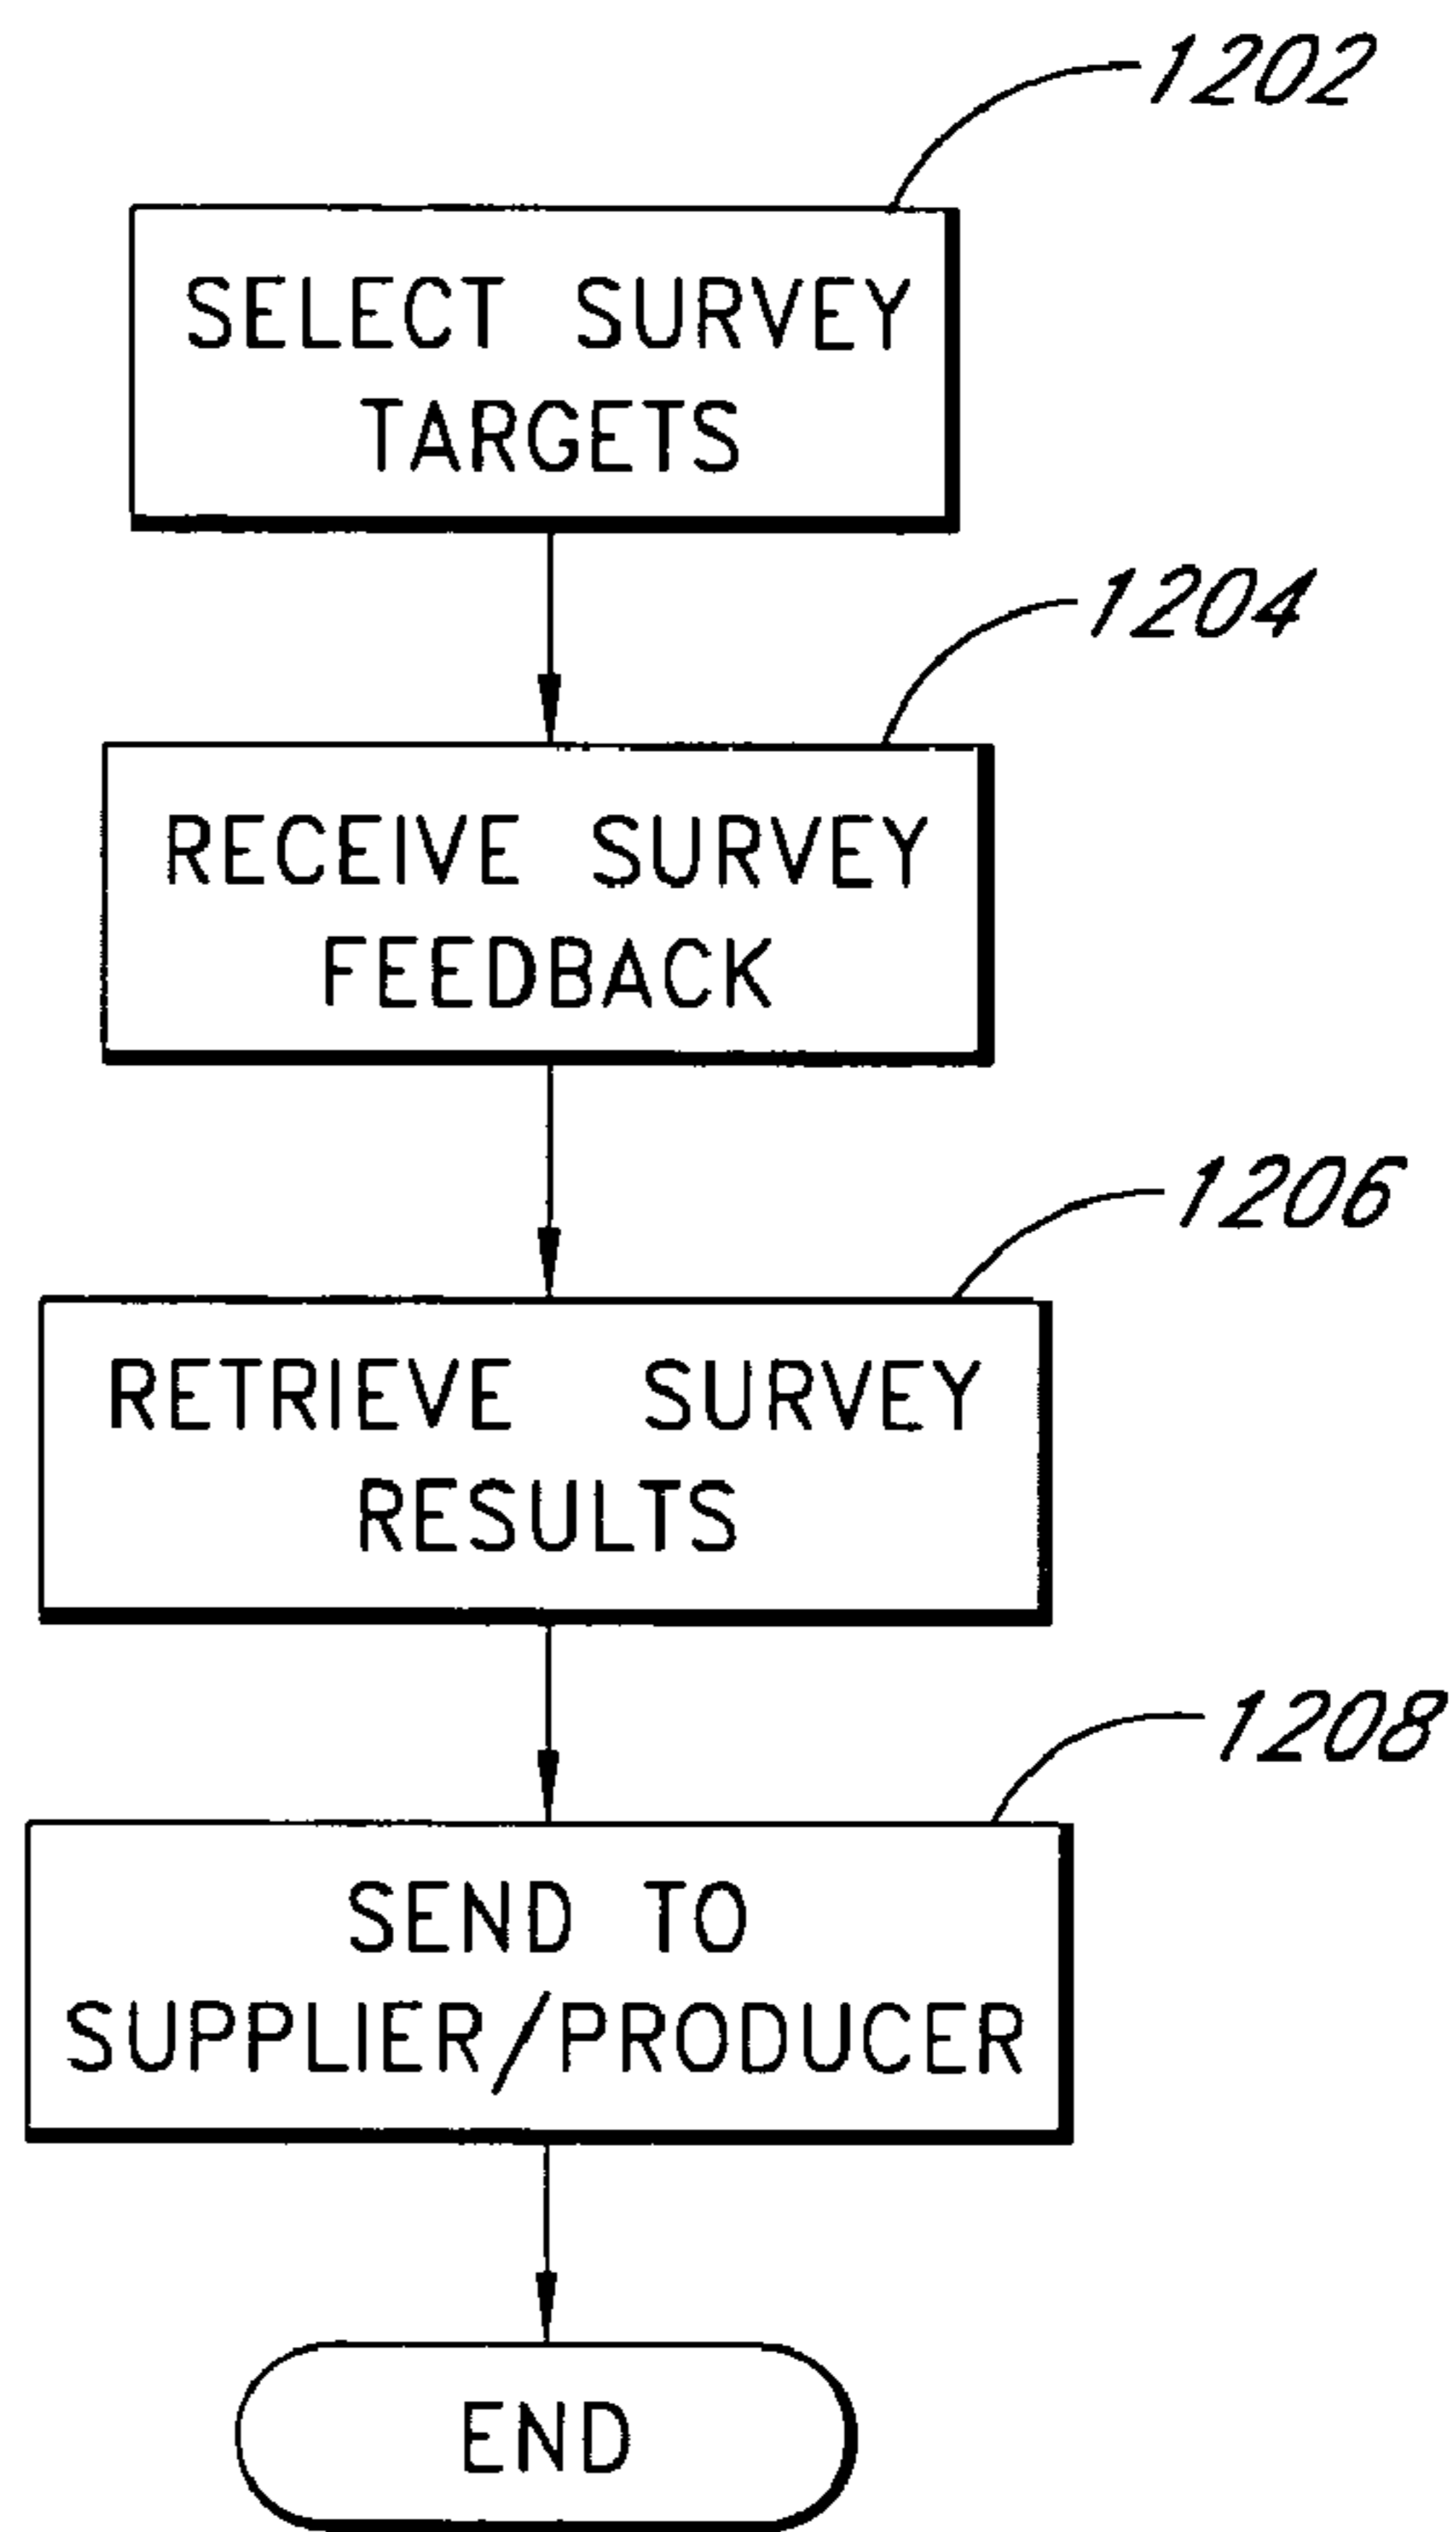 1202
SELECT SURVEY
TARGETS
1204
RECEIVE SURVEY
FEEDBACK
1206
RETRIEVE SURVEY
RESULTS
1208
SEND TO
SUPPLIER/PRODUCER
END